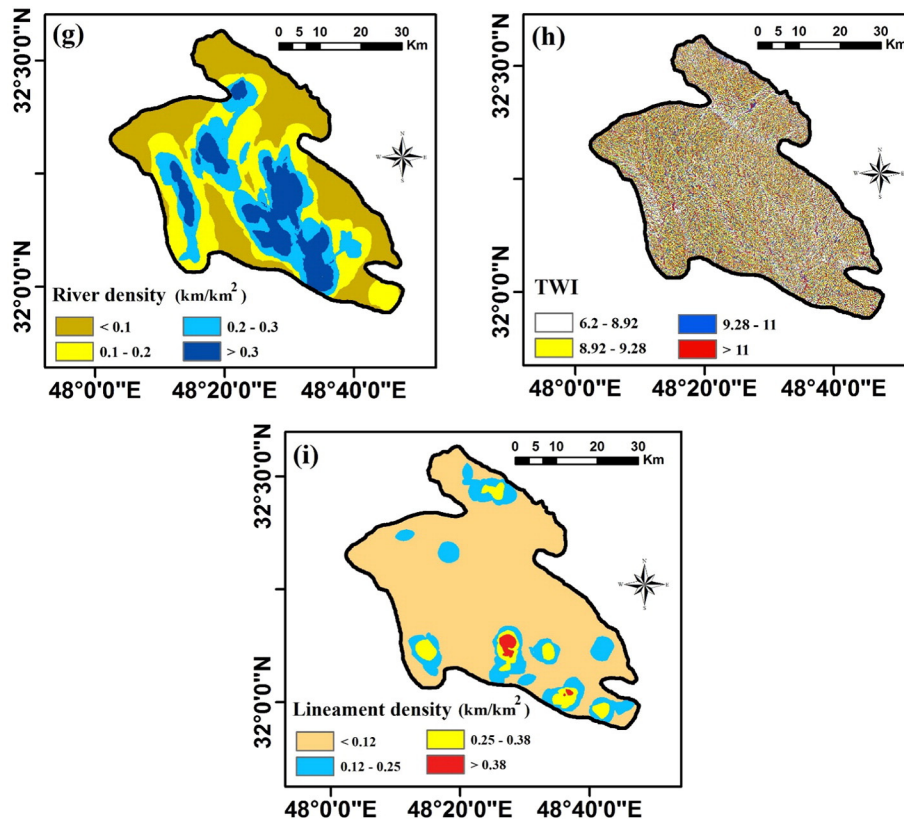 (g)
0 5 10 20 30
Km
32°30'0"N
32°0'0"N
N
W E
S
River density (km/km²)
< 0.1
0.2 - 0.3
0.1 - 0.2
> 0.3
48°0'0"E 48°20'0"E 48°40'0"E
(h)
0 5 10 20 30
Km
32°30'0"N
32°0'0"N
N
W E
S
TWI
6.2 - 8.92
9.28 - 11
8.92 - 9.28
> 11
48°0'0"E 48°20'0"E 48°40'0"E
(i)
0 5 10 20 30
Km
32°30'0"N
32°0'0"N
N
W E
S
Lineament density (km/km²)
< 0.12
0.25 - 0.38
0.12 - 0.25
> 0.38
48°0'0"E 48°20'0"E 48°40'0"E